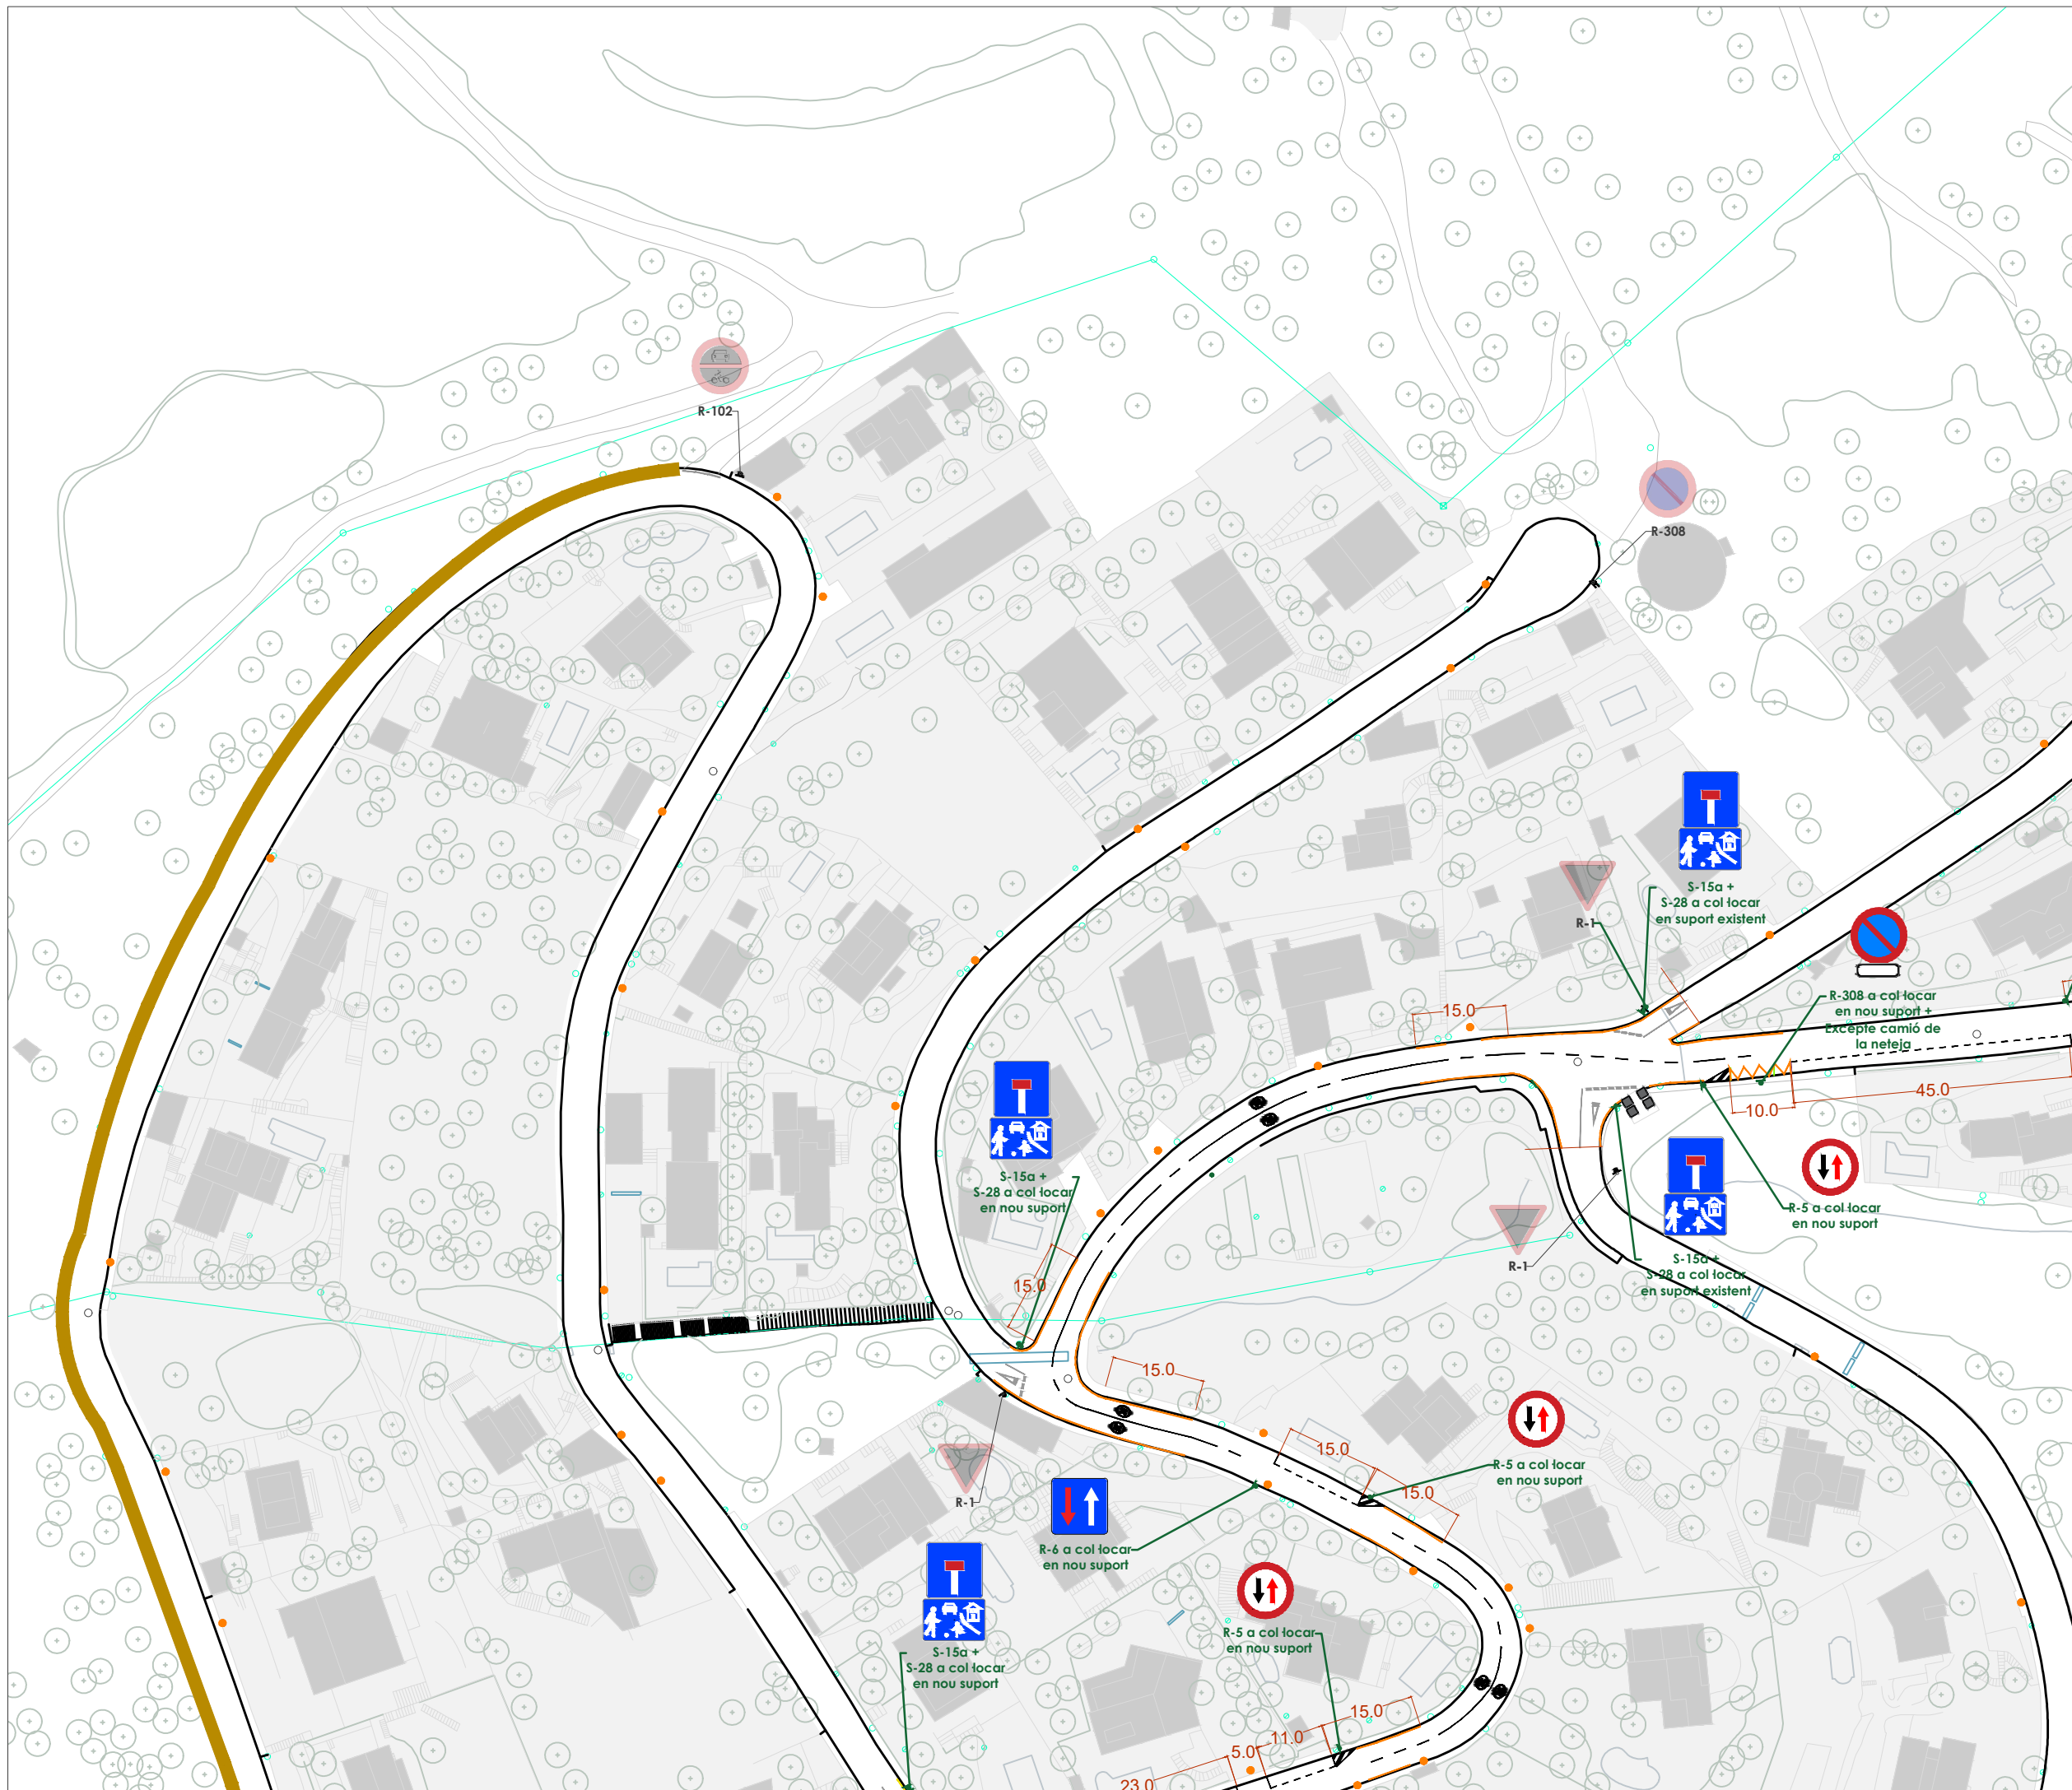 R-102
R-308
S-15a +
S-28 a col·locar
en suport existent
R-1
R-308 a col·locar
en nou suport +
Excepte camió de
la neteja
15.0
10.0
45.0
S-15a +
S-28 a col·locar
en nou suport
R-5 a col·locar
en nou suport
R-1
S-15a +
S-28 a col·locar
en suport existent
15.0
15.0
15.0
R-5 a col·locar
en nou suport
15.0
R-1
R-6 a col·locar
en nou suport
R-5 a col·locar
en nou suport
S-15a +
S-28 a col·locar
en nou suport
15.0
11.0
5.0
23.0